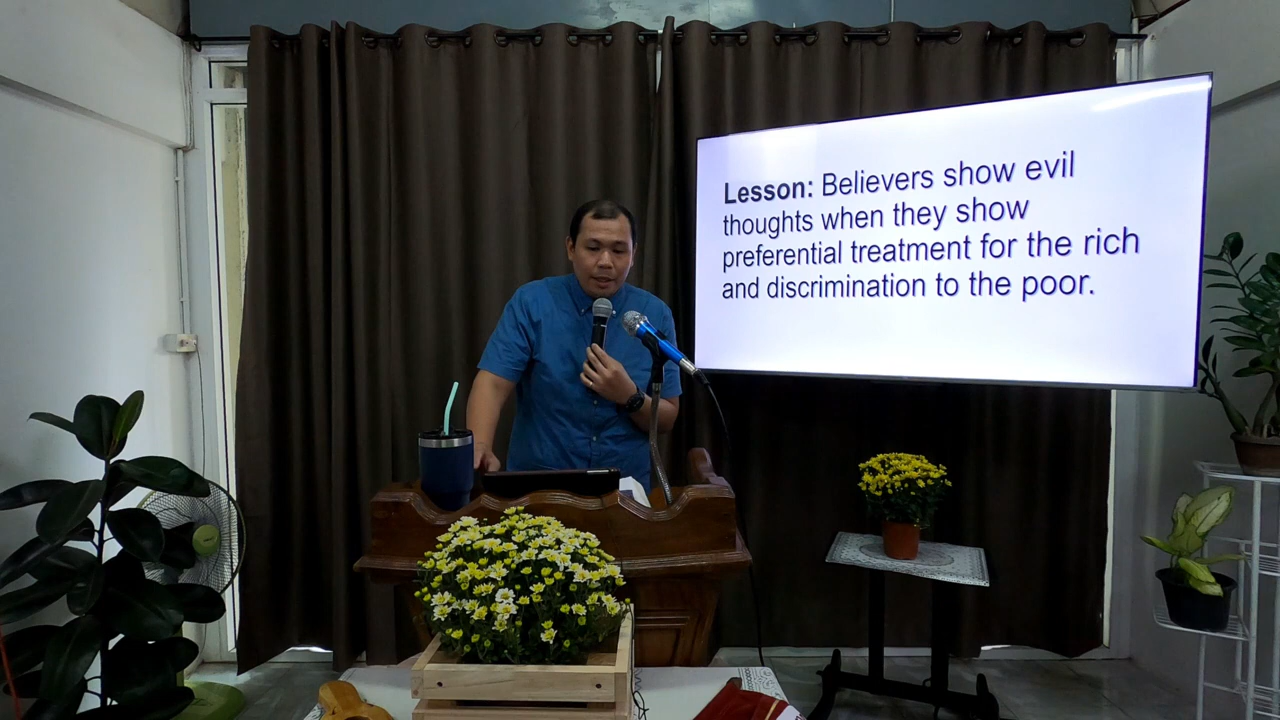 Lesson: Believers show evil
thoughts when they show
preferential treatment for the rich
and discrimination to the poor.